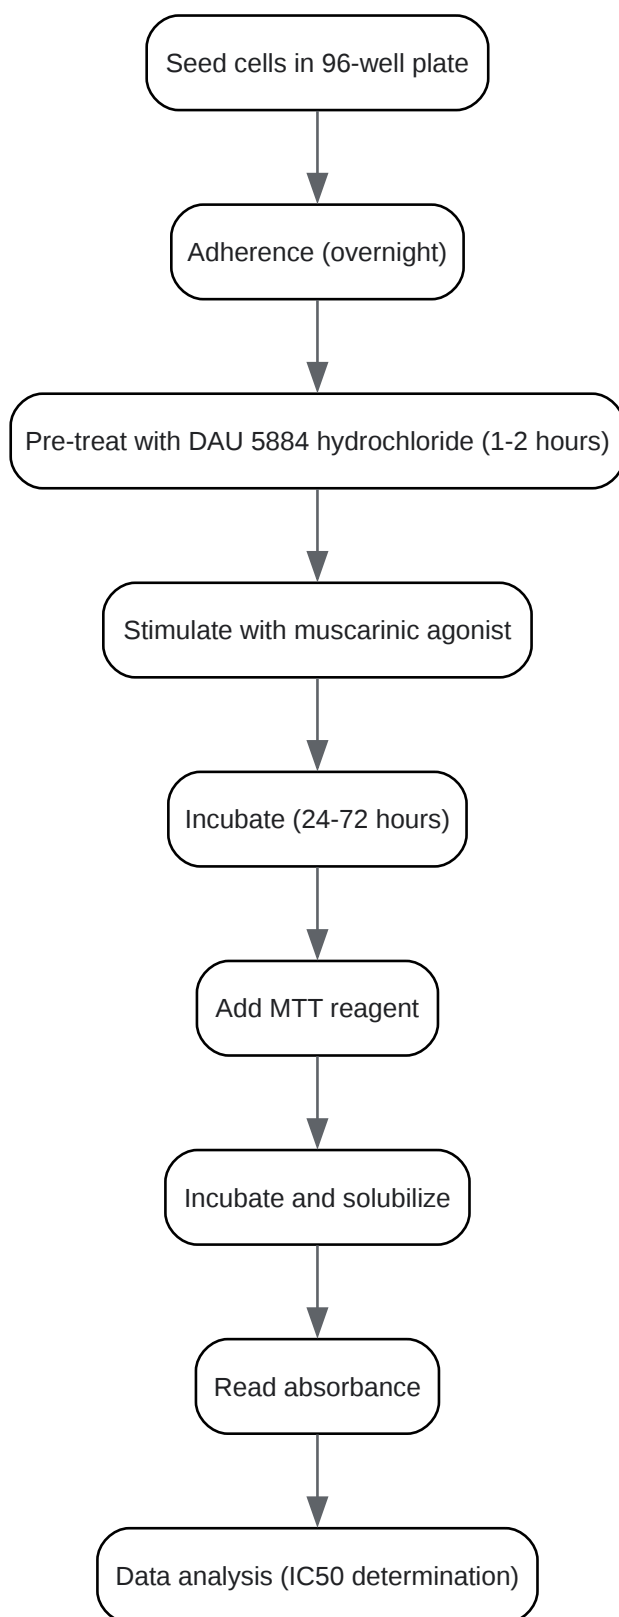 Seed cells in 96-well plate
Adherence (overnight)
Pre-treat with DAU 5884 hydrochloride (1-2 hours)
Stimulate with muscarinic agonist
Incubate (24-72 hours)
Add MTT reagent
Incubate and solubilize
Read absorbance
Data analysis (IC50 determination)